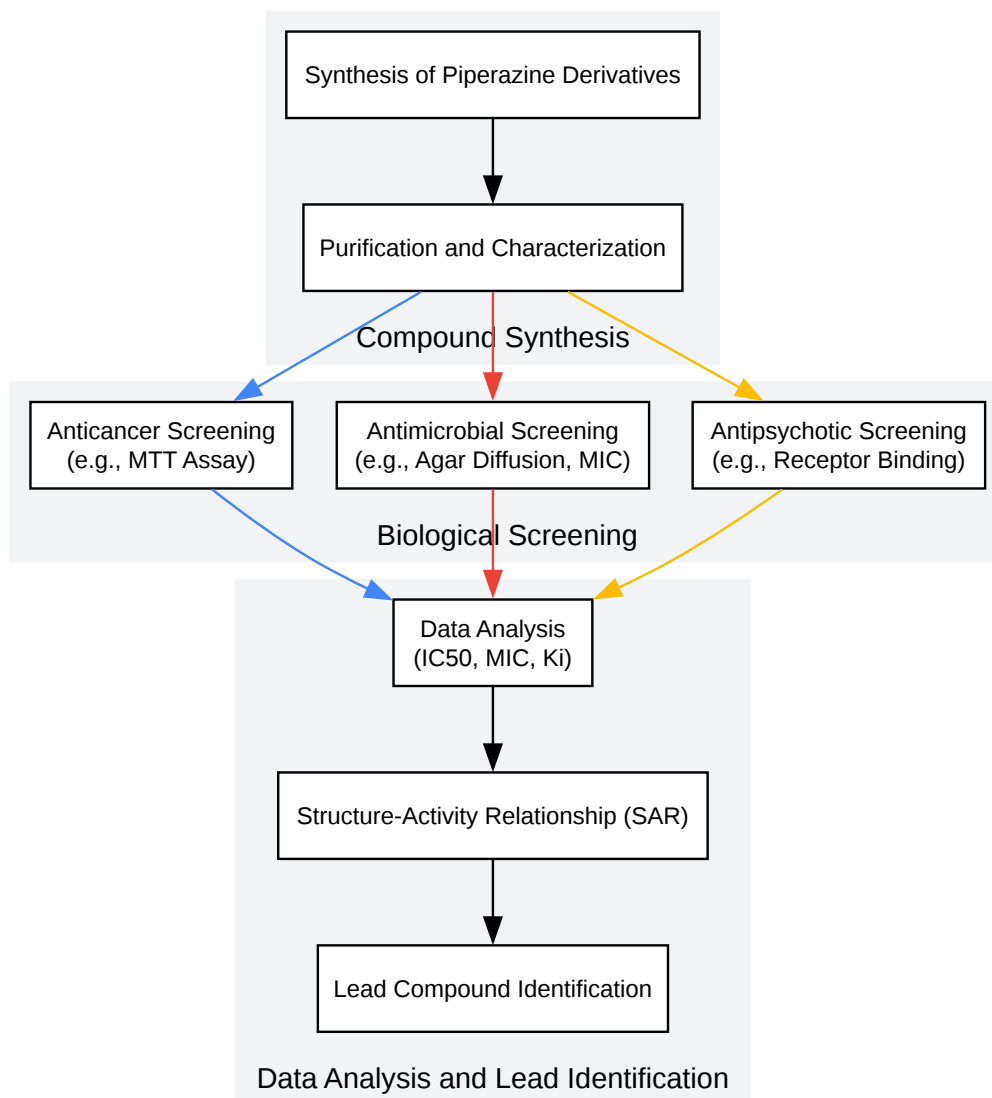 Synthesis of Piperazine Derivatives
Purification and Characterization
Compound Synthesis
Anticancer Screening
(e.g., MTT Assay)
Antimicrobial Screening
(e.g., Agar Diffusion, MIC)
Antipsychotic Screening
(e.g., Receptor Binding)
Biological Screening
Data Analysis
(IC50, MIC, Ki)
Structure-Activity Relationship (SAR)
Lead Compound Identification
Data Analysis and Lead Identification